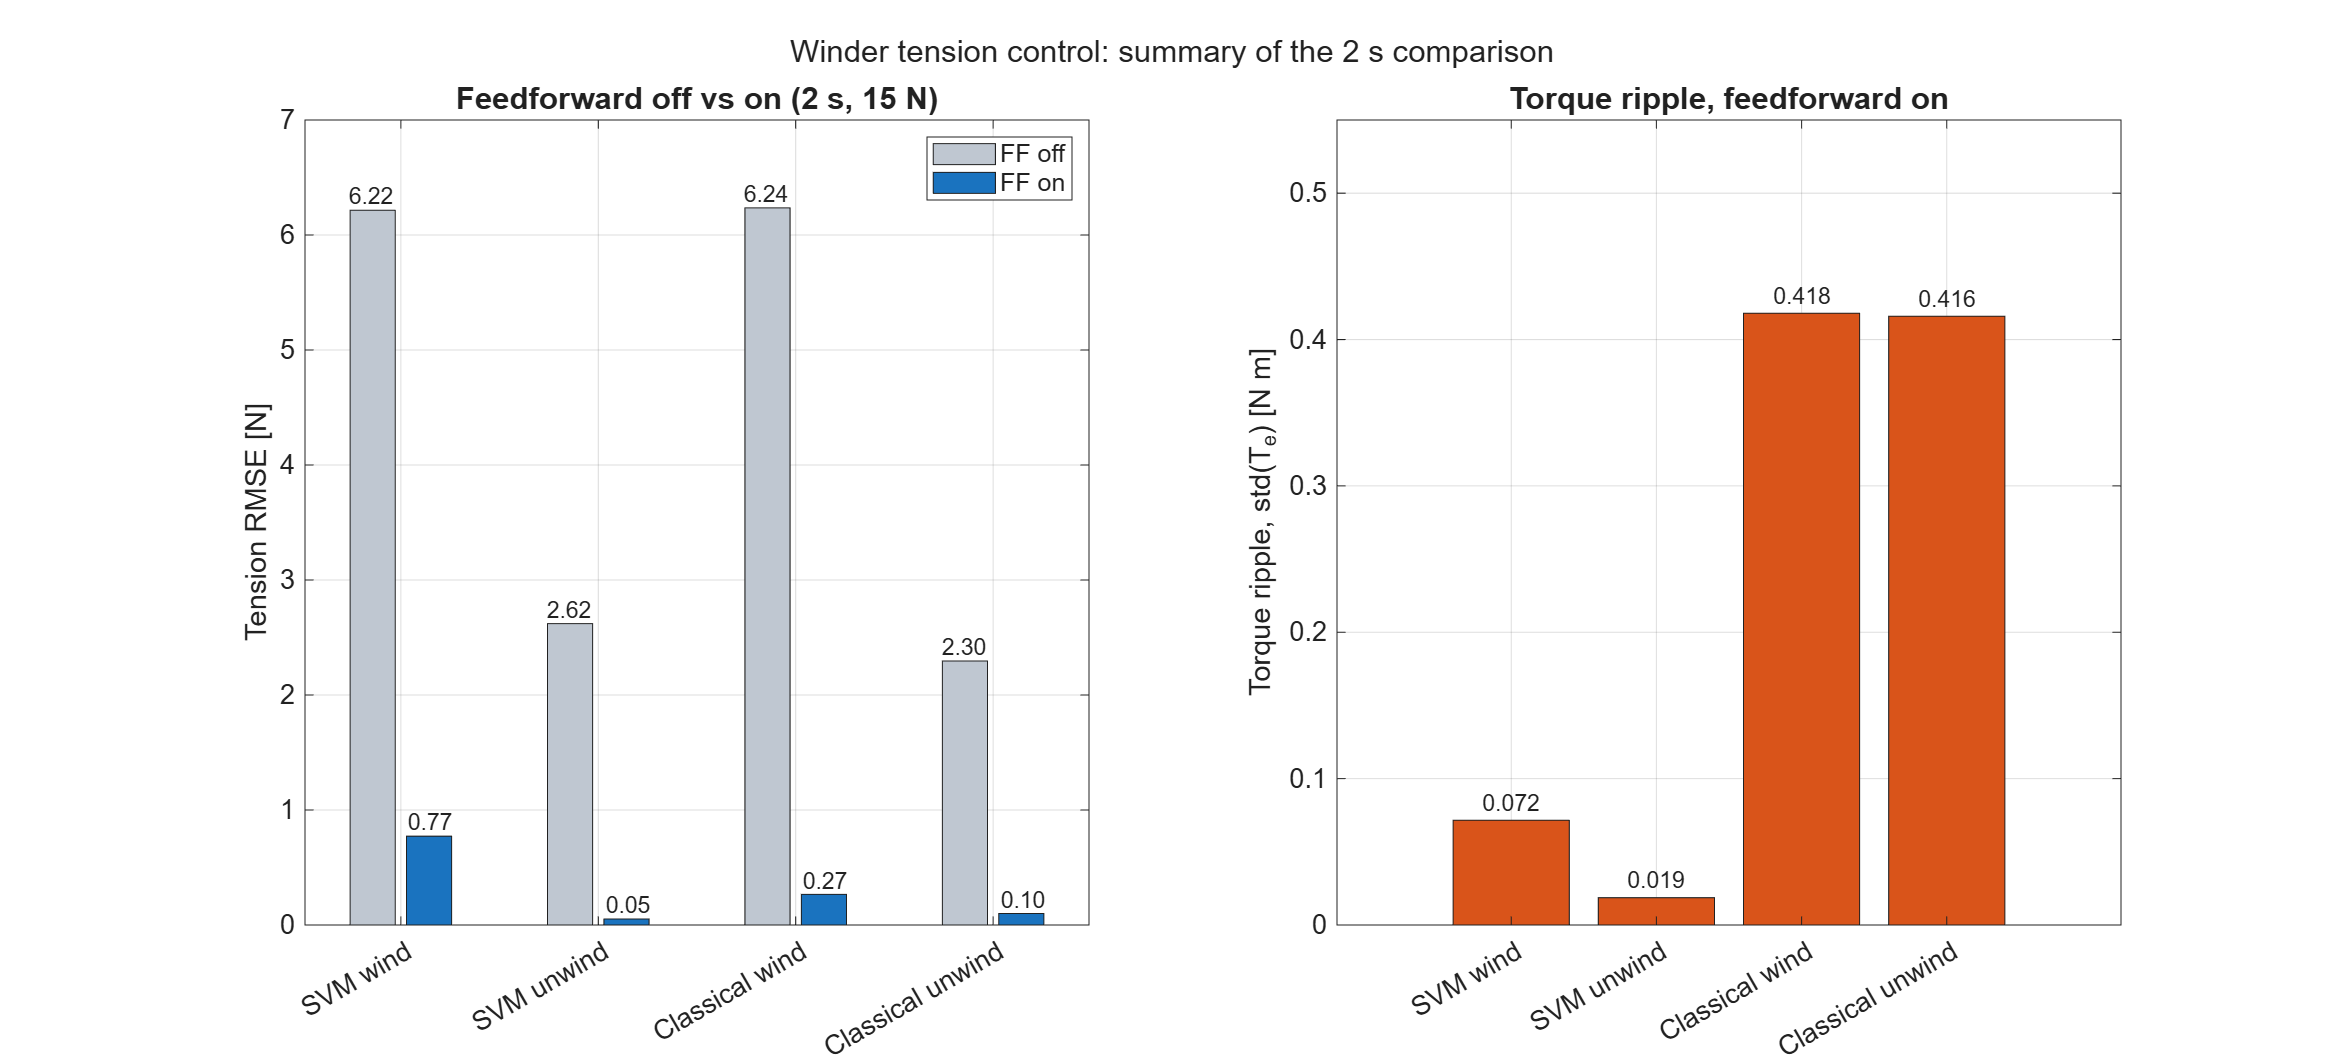 Winder tension control: summary of the 2 s comparison
Feedforward off vs on (2 s, 15 N)
7
6
5
4
3
2
1
0
Tension RMSE [N]
FF off
FF on
6.22
0.77
2.62
0.05
6.24
0.27
2.30
0.10
SVM wind
SVM unwind
Classical wind
Classical unwind
Torque ripple, feedforward on
0.5
0.4
0.3
0.2
0.1
0
Torque ripple, std(Te) [N m]
0.072
0.019
0.418
0.416
SVM wind
SVM unwind
Classical wind
Classical unwind